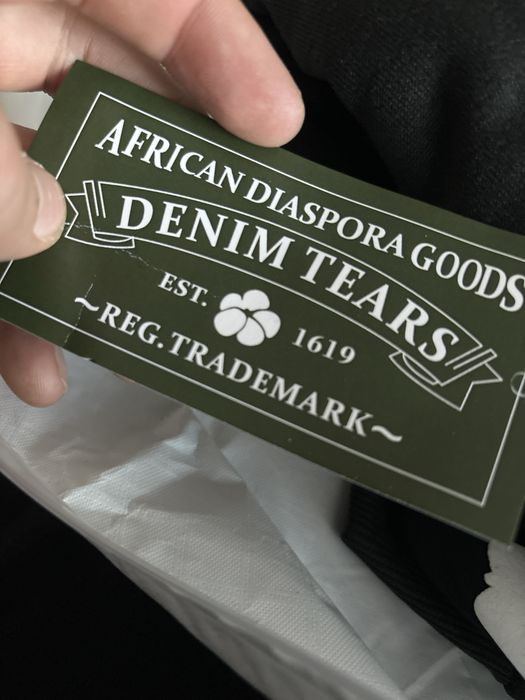 AFRICAN DIASPORA GOODS
DENIM TEARS
EST. 1619
~REG. TRADEMARK~